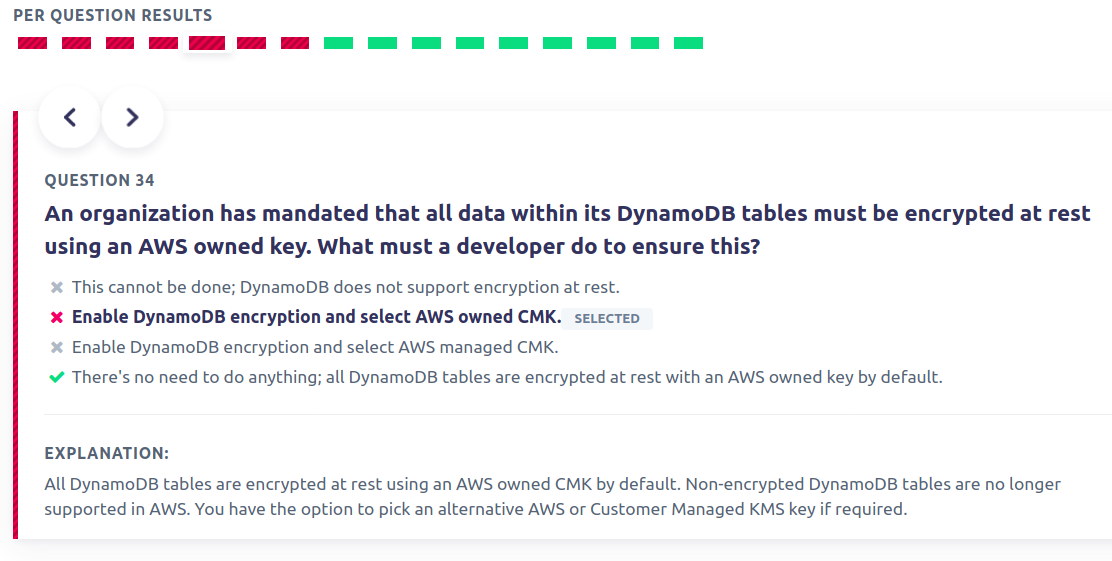 PER QUESTION RESULTS
QUESTION 34
An organization has mandated that all data within its DynamoDB tables must be encrypted at rest
using an AWS owned key. What must a developer do to ensure this?
This cannot be done; DynamoDB does not support encryption at rest.
Enable DynamoDB encryption and select AWS owned CMK. SELECTED
Enable DynamoDB encryption and select AWS managed CMK.
There's no need to do anything; all DynamoDB tables are encrypted at rest with an AWS owned key by default.
EXPLANATION:
All DynamoDB tables are encrypted at rest using an AWS owned CMK by default. Non-encrypted DynamoDB tables are no longer
supported in AWS. You have the option to pick an alternative AWS or Customer Managed KMS key if required.